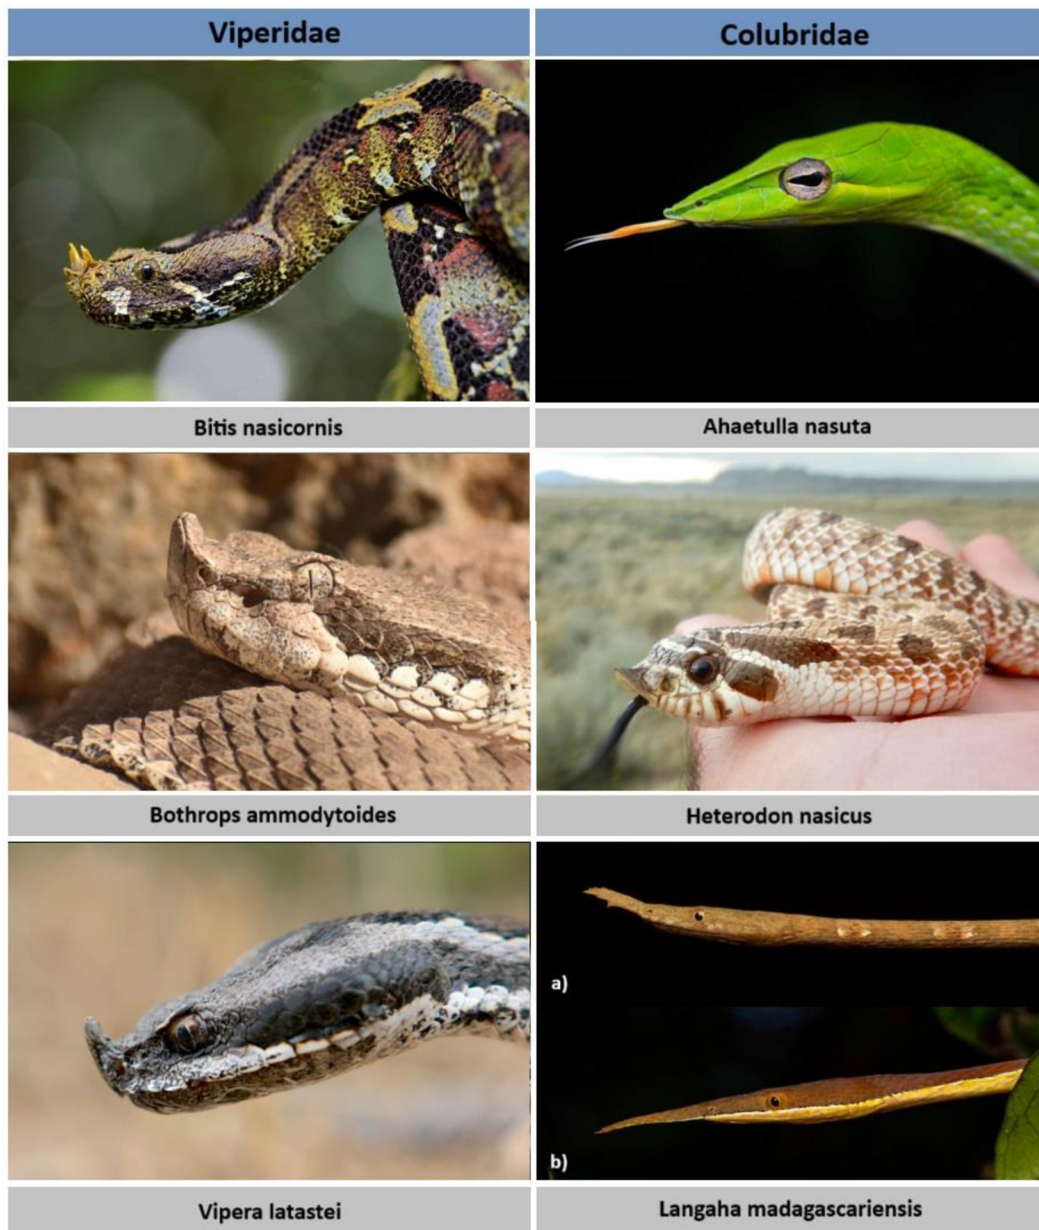 Viperidae
Colubridae
Bitis nasicornis
Ahaetulla nasuta
Bothrops ammodytoides
Heterodon nasicus
a)
b)
Vipera latastei
Langaha madagascariensis